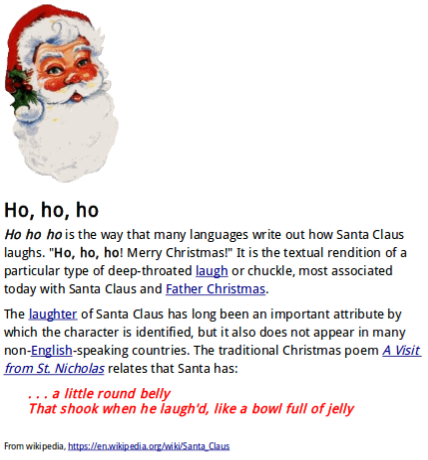 Ho, ho, ho
Ho ho ho is the way that many languages write out how Santa Claus
laughs. "Ho, ho, ho! Merry Christmas!" It is the textual rendition of a
particular type of deep-throated laugh or chuckle, most associated
today with Santa Claus and Father Christmas.
The laughter of Santa Claus has long been an important attribute by
which the character is identified, but it also does not appear in many
non-English-speaking countries. The traditional Christmas poem A Visit
from St. Nicholas relates that Santa has:
. . . a little round belly
That shook when he laugh'd, like a bowl full of jelly
From wikipedia, https://en.wikipedia.org/wiki/Santa_Claus